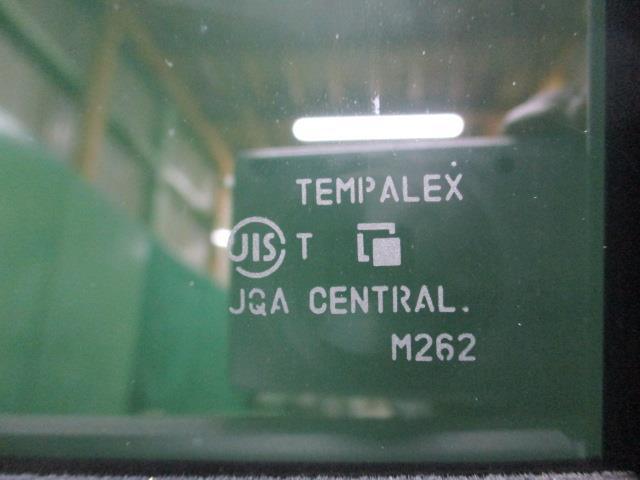 TEMPALEX
JIS T
JQA CENTRAL.
M262